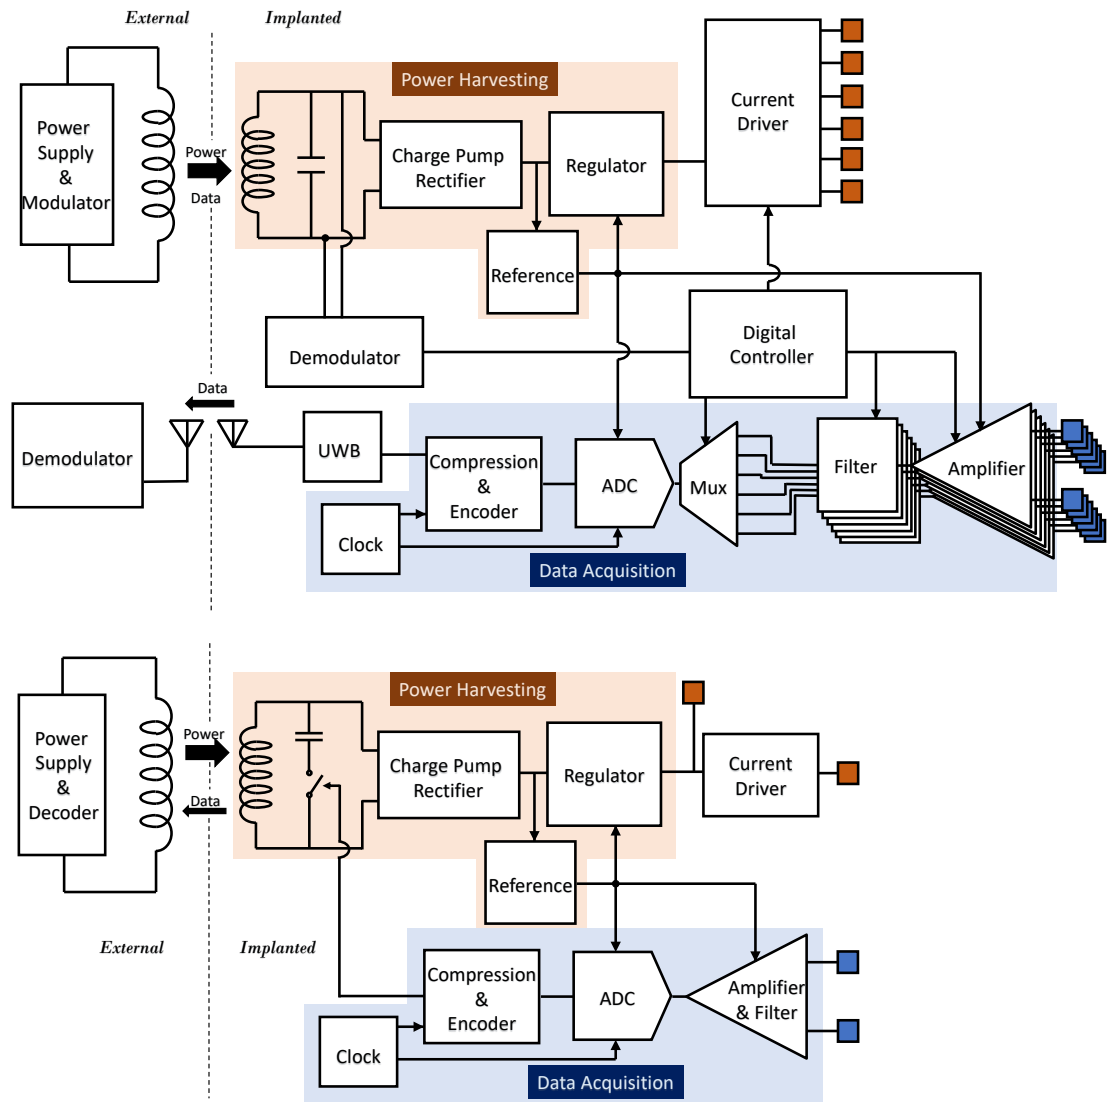 External
Implanted
Power Harvesting
Power
Supply
&
Modulator
Power
Data
Charge Pump
Rectifier
Regulator
Current
Driver
Reference
Demodulator
Digital
Controller
Data
Demodulator
UWB
Compression
&
Encoder
ADC
Mux
Filter
Amplifier
Clock
Data Acquisition
Power Harvesting
Power
Supply
&
Decoder
Power
Data
Charge Pump
Rectifier
Regulator
Current
Driver
Reference
External
Implanted
Compression
&
Encoder
ADC
Amplifier
& Filter
Clock
Data Acquisition